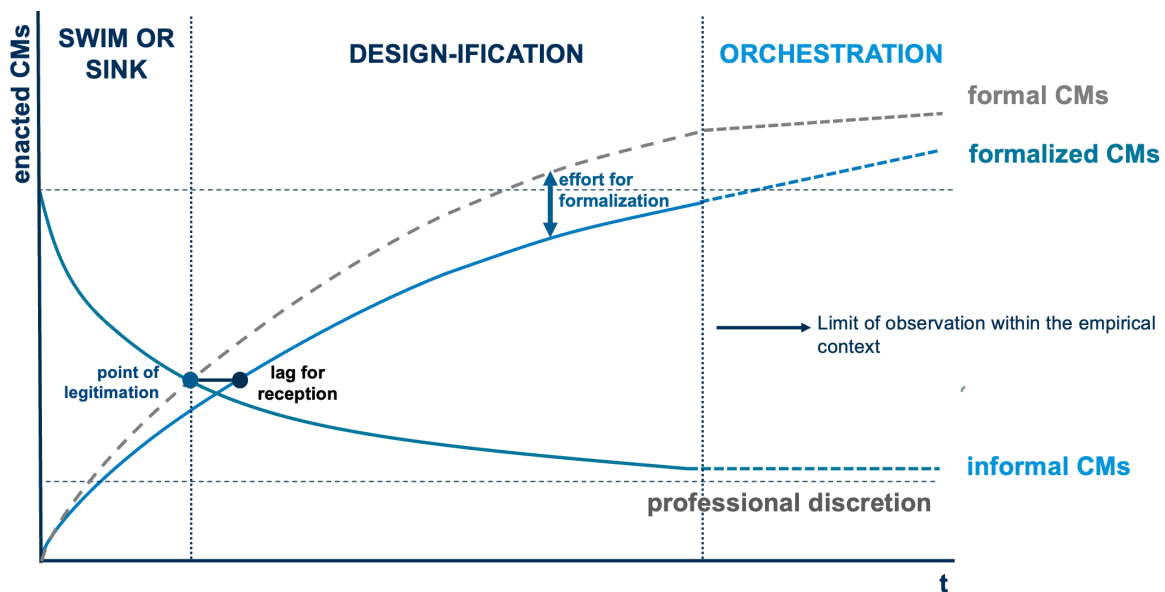 SWIM OR
SINK
DESIGN-IFICATION
ORCHESTRATION
enacted CMs
formal CMs
formalized CMs
effort for
formalization
Limit of observation within the empirical
context
point of
legitimation
lag for
reception
informal CMs
professional discretion
t